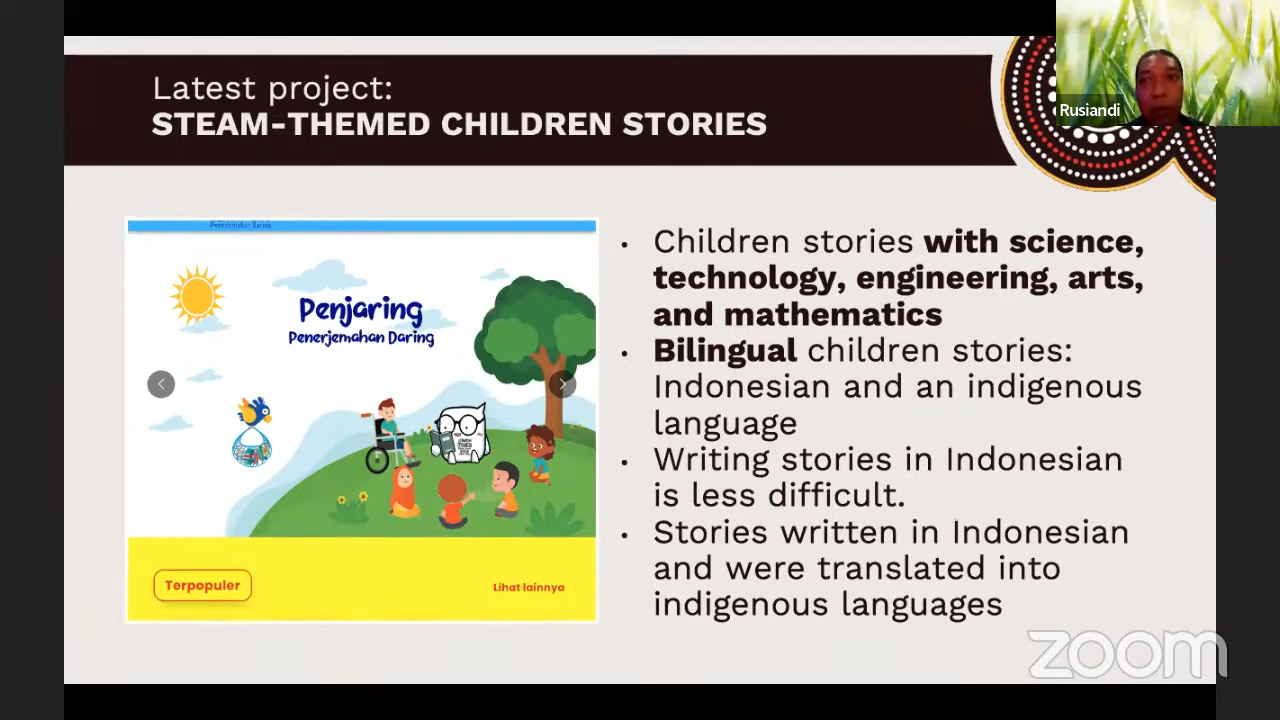 Latest project:
STEAM-THEMED CHILDREN STORIES
Rusiandi
Penerjemahan Daring
Penjaring
Penerjemahan Daring
Terpopuler
Lihat lainnya
• Children stories with science,
technology, engineering, arts,
and mathematics
• Bilingual children stories:
Indonesian and an indigenous
language
• Writing stories in Indonesian
is less difficult.
• Stories written in Indonesian
and were translated into
indigenous languages
zoom